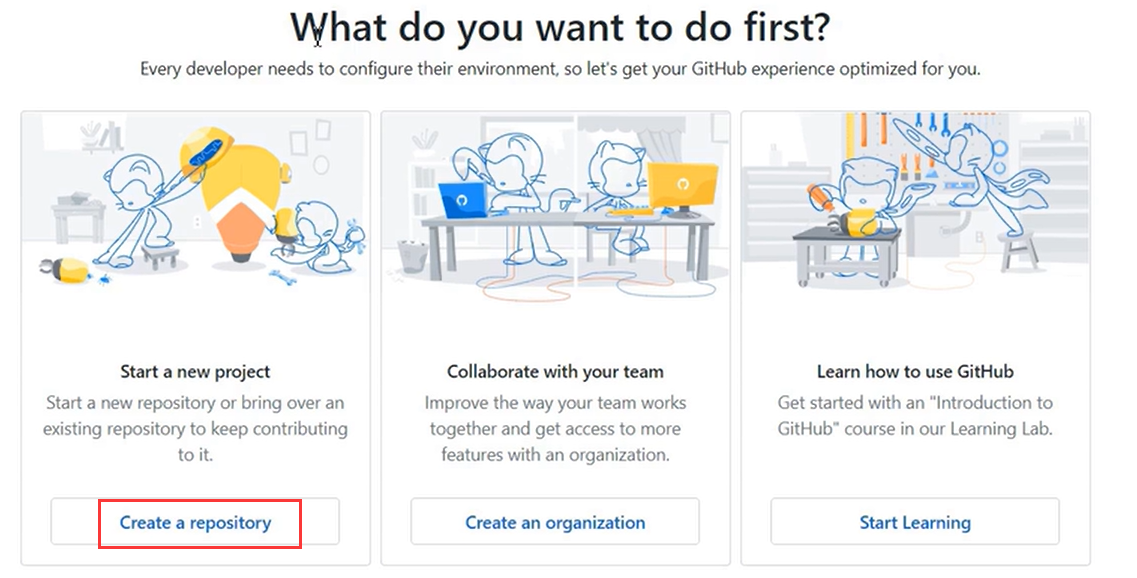 What do you want to do first?
Every developer needs to configure their environment, so let's get your GitHub experience optimized for you.
Start a new project
Start a new repository or bring over an
existing repository to keep contributing
to it.
Create a repository
Collaborate with your team
Improve the way your team works
together and get access to more
features with an organization.
Create an organization
Learn how to use GitHub
Get started with an "Introduction to
GitHub" course in our Learning Lab.
Start Learning